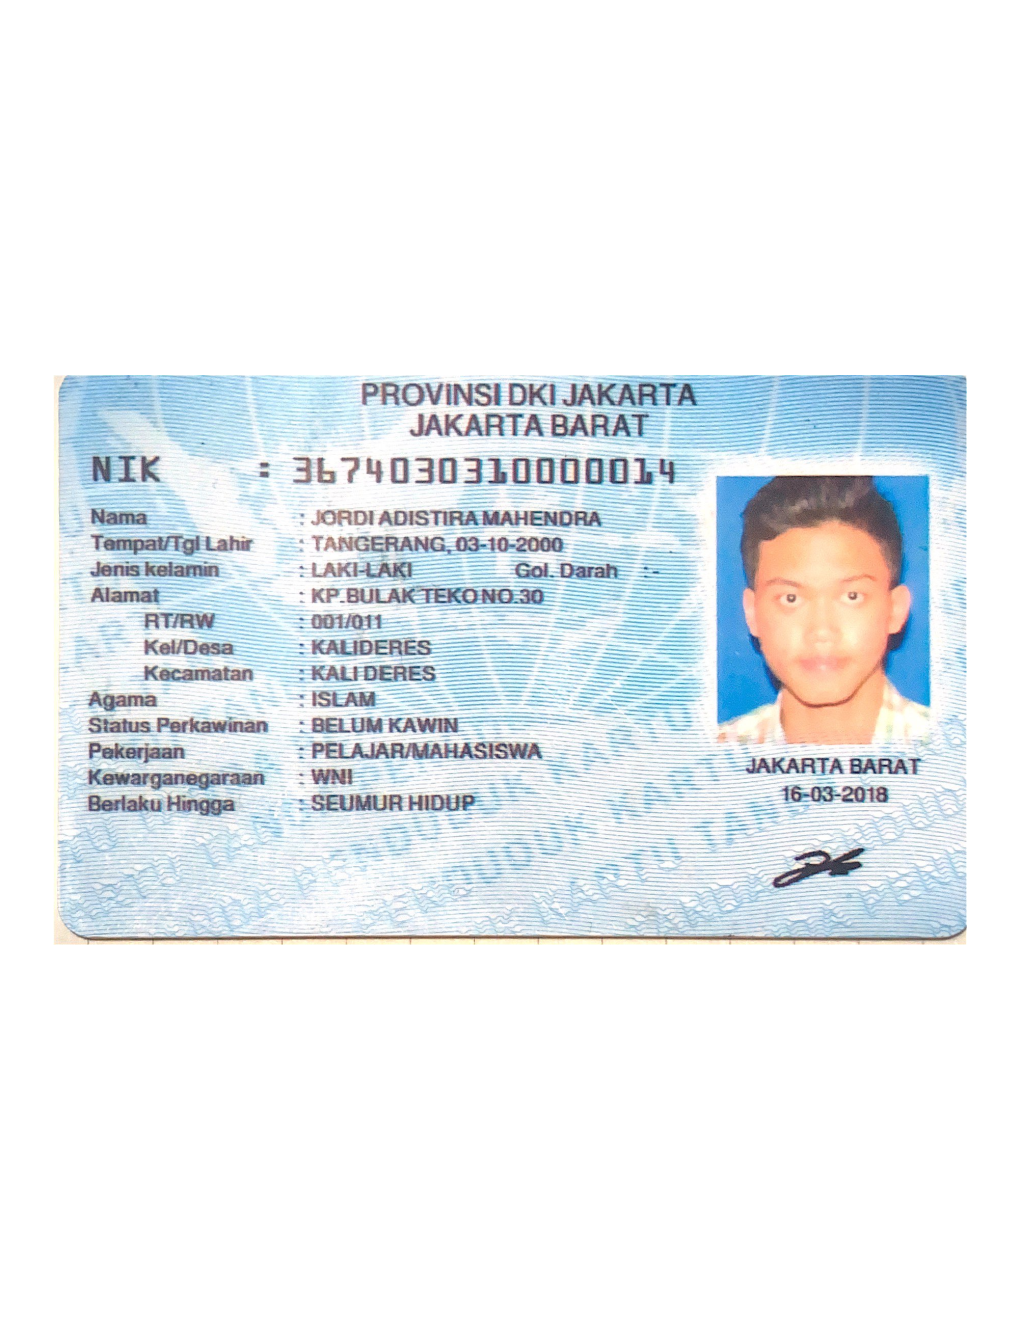 PROVINSI DKI JAKARTA
JAKARTA BARAT
NIK : 3674030310000014
Nama : JORDI ADISTIRA MAHENDRA
Tempat/Tgl Lahir : TANGERANG, 03-10-2000
Jenis kelamin : LAKI-LAKI Gol. Darah : -
Alamat : KP.BULAK TEKO NO.30
RT/RW : 001/011
Kel/Desa : KALIDERES
Kecamatan : KALI DERES
Agama : ISLAM
Status Perkawinan : BELUM KAWIN
Pekerjaan : PELAJAR/MAHASISWA
Kewarganegaraan : WNI
Berlaku Hingga : SEUMUR HIDUP
JAKARTA BARAT
16-03-2018